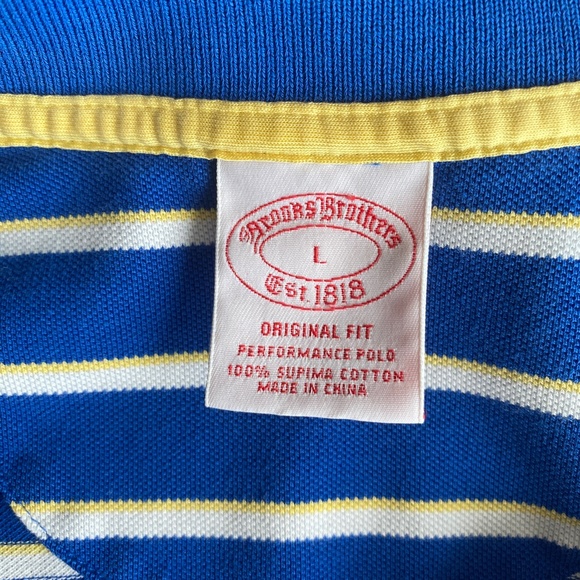 Brooks Brothers
L
Est. 1818
ORIGINAL FIT
PERFORMANCE POLO
100% SUPIMA COTTON
MADE IN CHINA